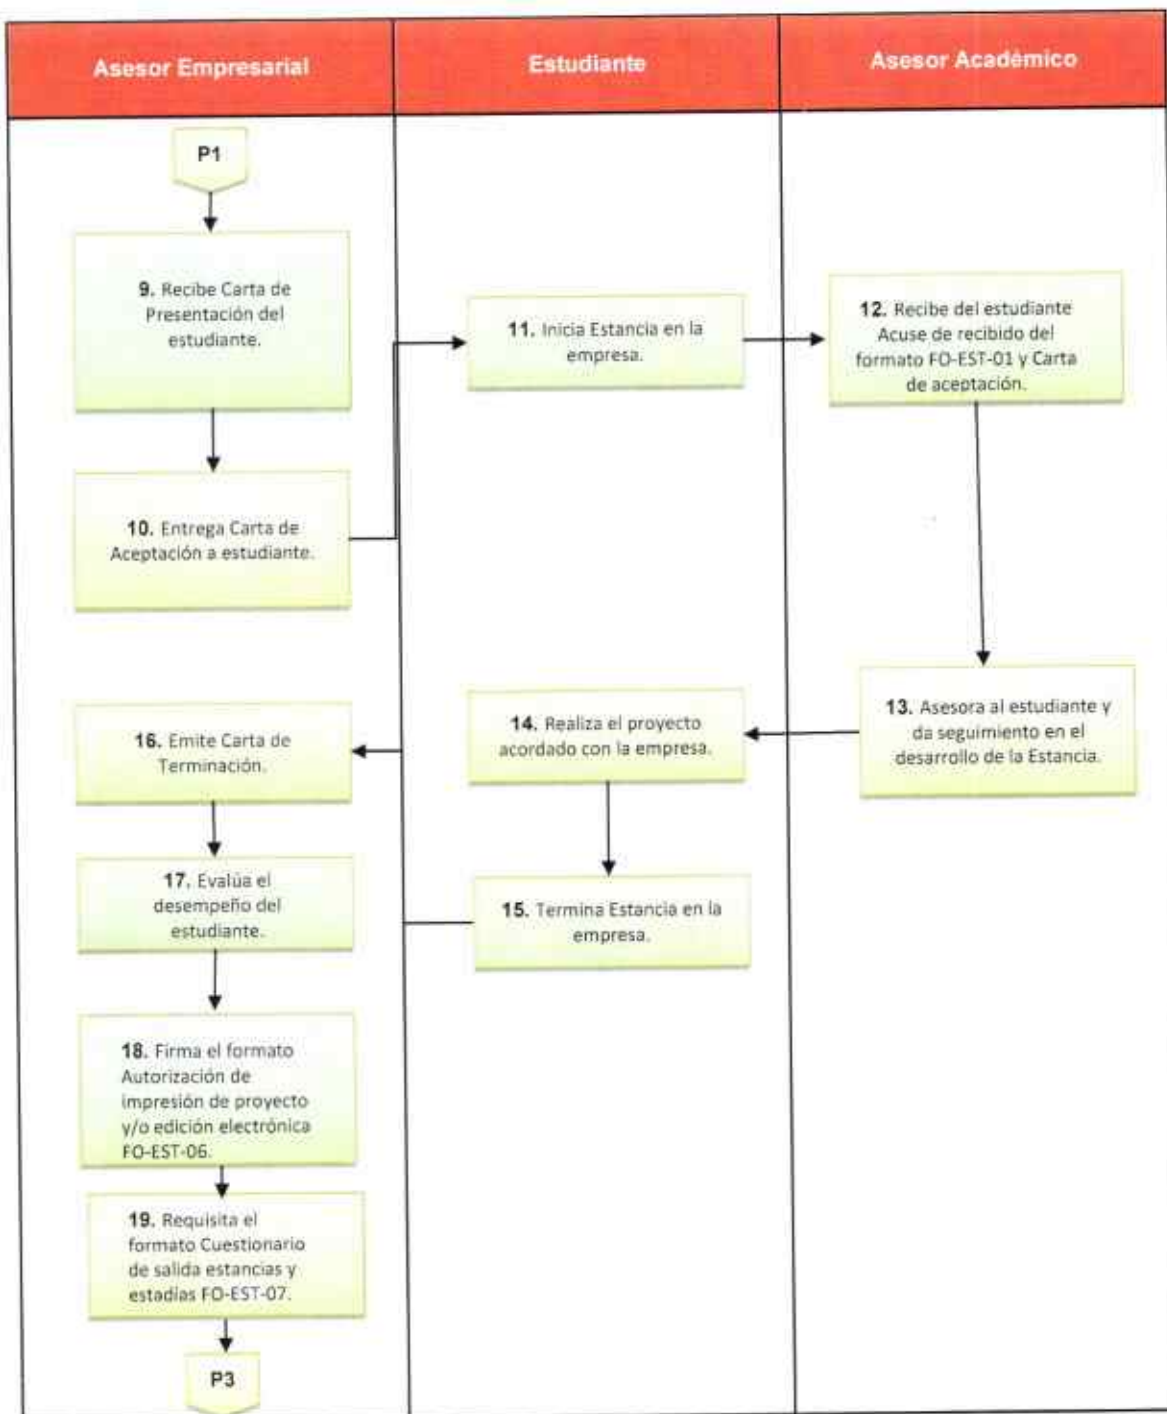 Asesor Empresarial
Estudiante
Asesor Académico
P1
9. Recibe Carta de
Presentación del
estudiante.
10. Entrega Carta de
Aceptación a estudiante.
11. Inicia Estancia en la
empresa.
12. Recibe del estudiante
Acuse de recibido del
formato FO-EST-01 y Carta
de aceptación.
13. Asesora al estudiante y
da seguimiento en el
desarrollo de la Estancia.
14. Realiza el proyecto
acordado con la empresa.
15. Termina Estancia en la
empresa.
16. Emite Carta de
Terminación.
17. Evalúa el
desempeño del
estudiante.
18. Firma el formato
Autorización de
impresión de proyecto
y/o edición electrónica
FO-EST-06.
19. Requisita el
formato Cuestionario
de salida estancias y
estadías FO-EST-07.
P3